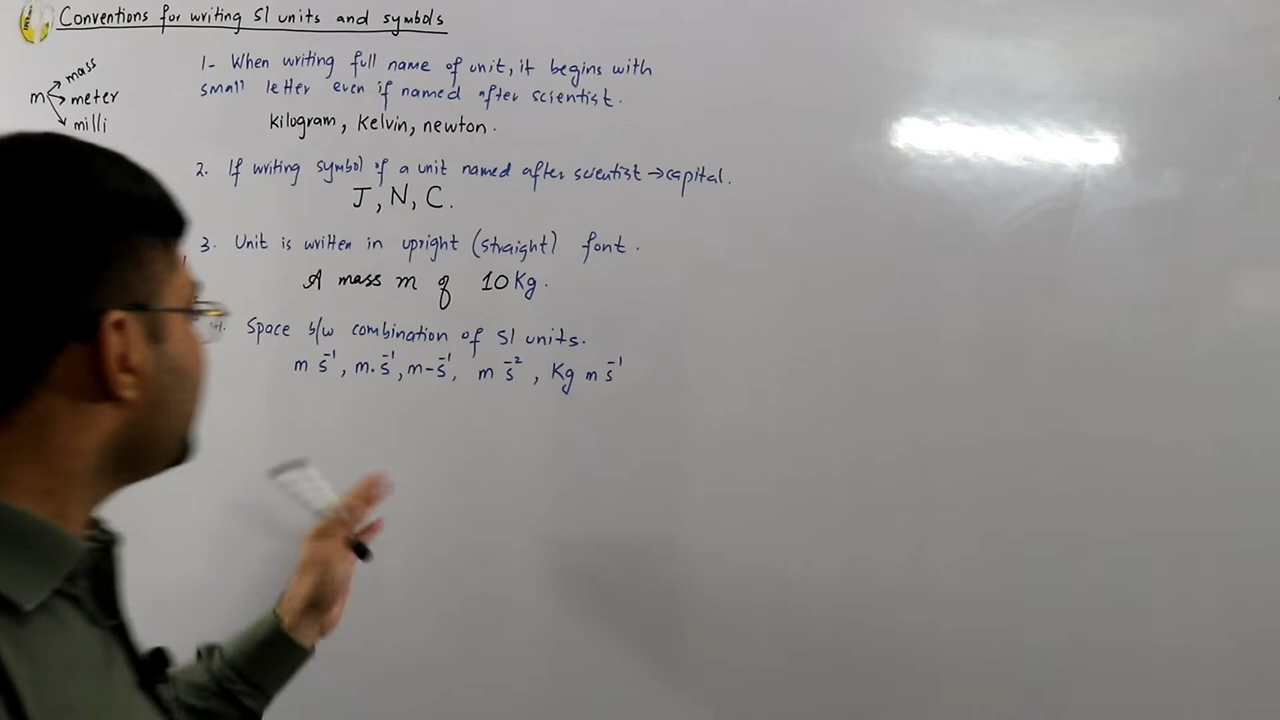 Conventions for writing SI units and symbols
m → mass
→ meter
→ milli
1- When writing full name of unit, it begins with
small letter even if named after scientist.
kilogram, kelvin, newton.
2. If writing symbol of a unit named after scientist → capital.
J, N, C.
3. Unit is written in upright (straight) font.
A mass m of 10 Kg.
4. Space b/w combination of SI units.
m s⁻¹, m.s⁻¹, m-s⁻¹, m s⁻², Kg m s⁻¹